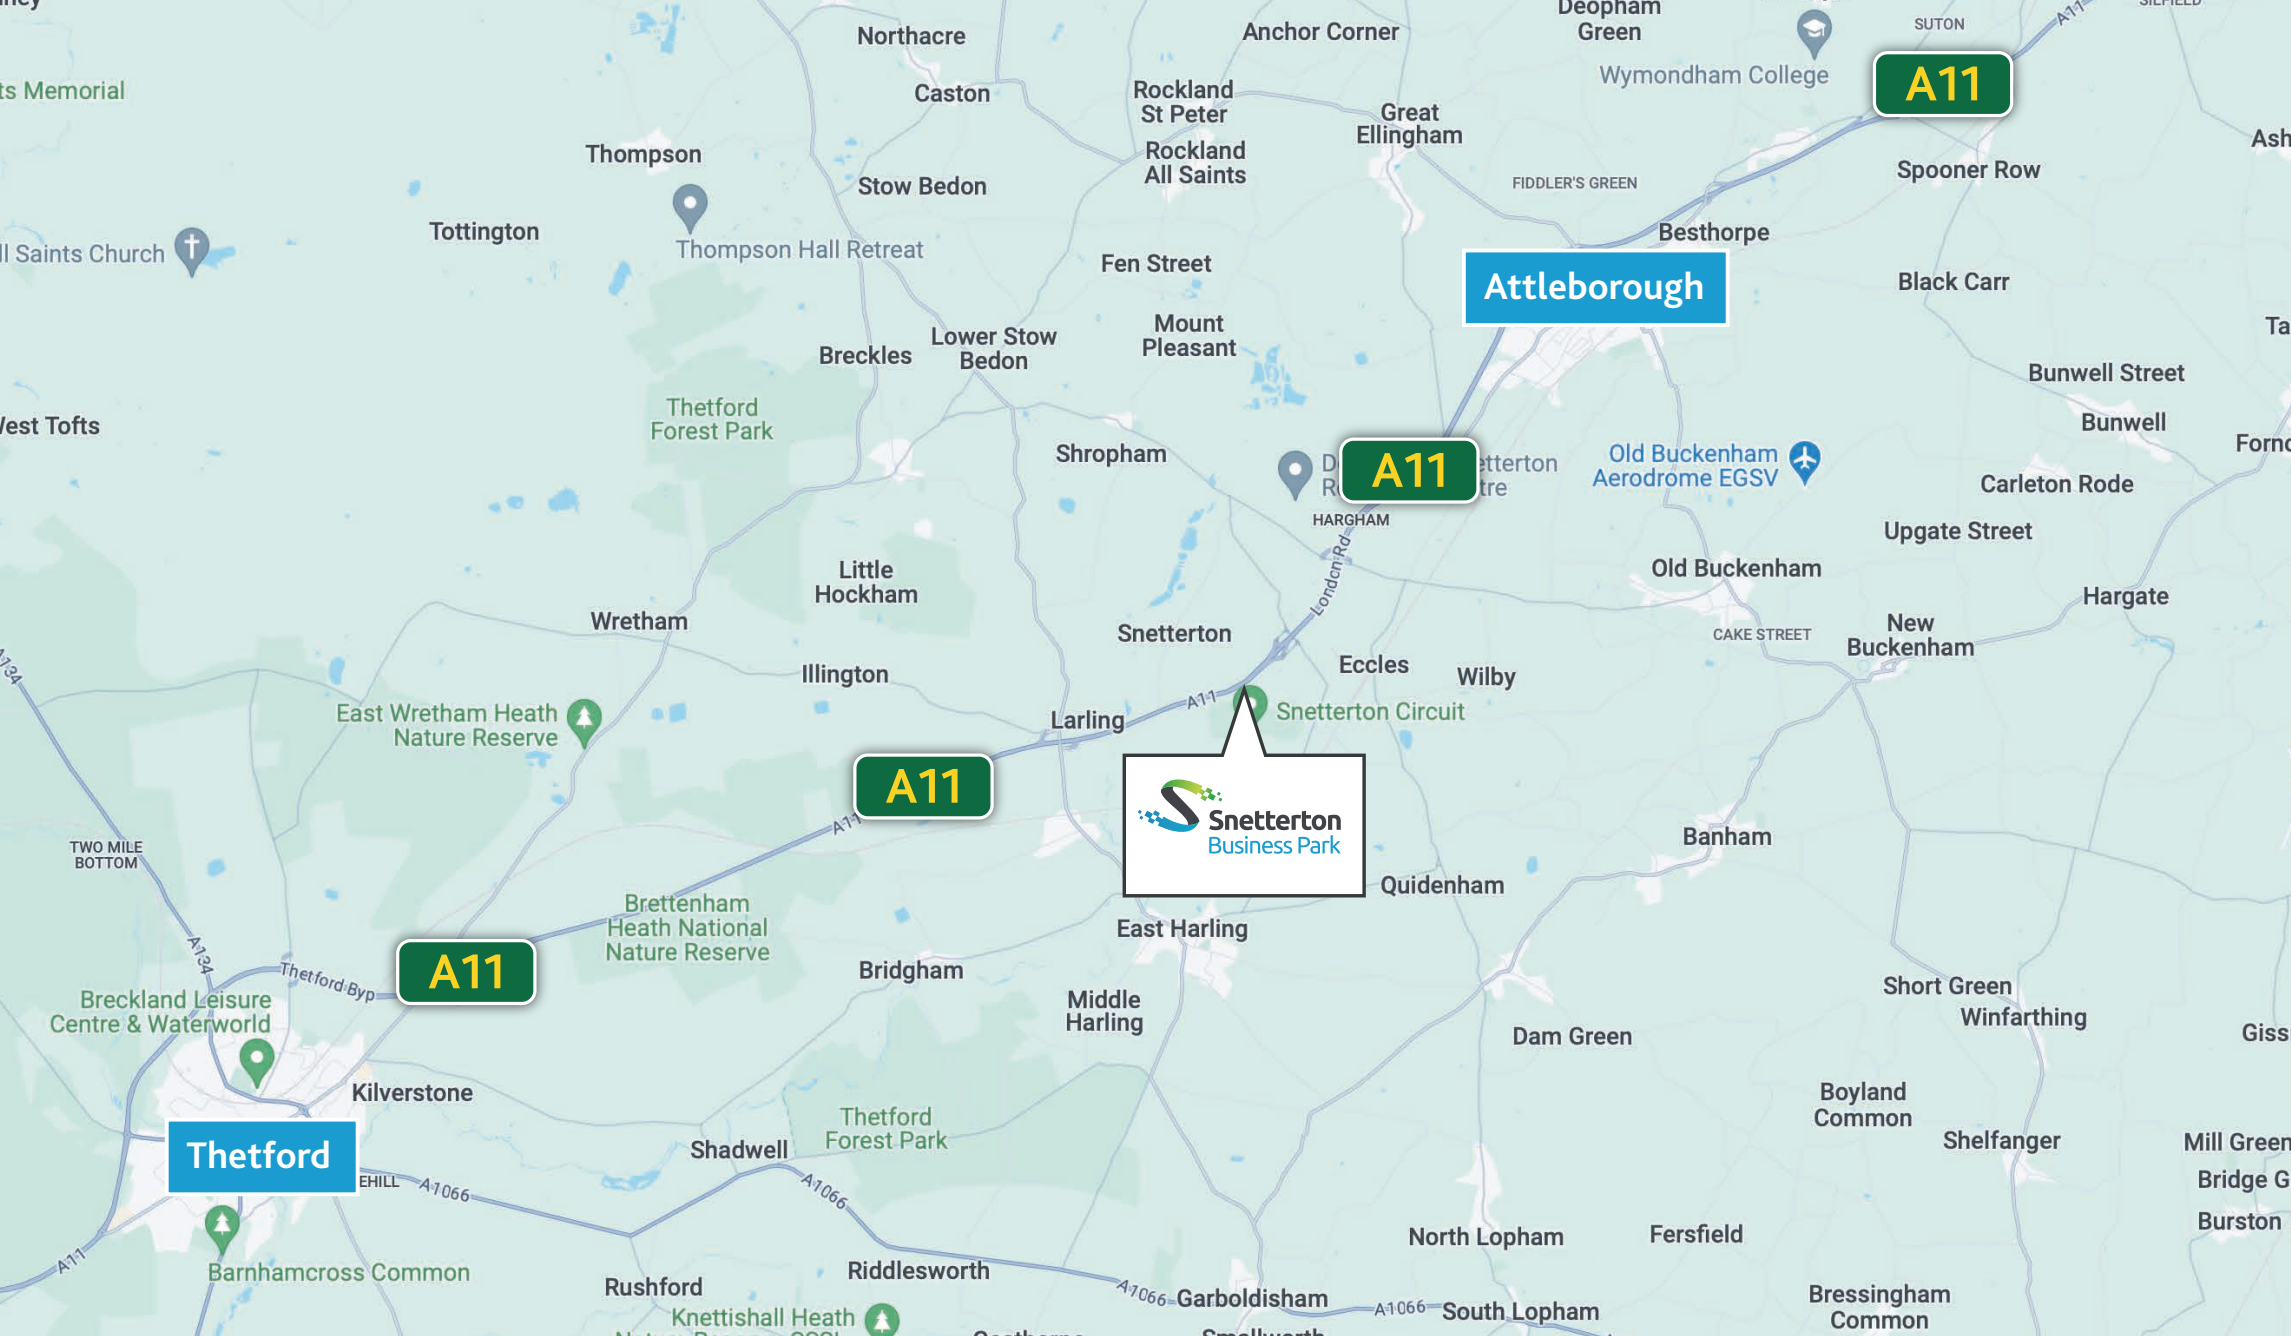 Northacre
Caston
Anchor Corner
Deopham
Green
SUTON
A11
Wymondham College
A11
ts Memorial
Rockland
St Peter
Great
Ellingham
Thompson
Rockland
All Saints
Stow Bedon
FIDDLER'S GREEN
Spooner Row
Tottington
Thompson Hall Retreat
ll Saints Church
Besthorpe
Fen Street
Attleborough
Black Carr
Mount
Pleasant
Lower Stow
Bedon
Breckles
Bunwell Street
Thetford
Forest Park
Bunwell
Shropham
A11
etterton
tre
Old Buckenham
Aerodrome EGSV
Carleton Rode
HARGHAM
Upgate Street
London Rd
Little
Hockham
Old Buckenham
Hargate
Wretham
Snetterton
CAKE STREET
New
Buckenham
A134
Illington
Eccles
Wilby
East Wretham Heath
Nature Reserve
A11
Snetterton Circuit
Larling
A11
A11
Snetterton
Business Park
Banham
TWO MILE
BOTTOM
Quidenham
Brettenham
Heath National
Nature Reserve
East Harling
A134
Thetford Byp
A11
Bridgham
Breckland Leisure
Centre & Waterworld
Middle
Harling
Short Green
Winfarthing
Dam Green
Kilverstone
Boyland
Common
Thetford
Forest Park
Shelfanger
Mill Green
Thetford
Shadwell
EHILL
A1066
A1066
Bridge G
Burston
North Lopham
Fersfield
A11
Barnhamcross Common
Riddlesworth
Rushford
A1066
Garboldisham
A1066
South Lopham
Bressingham
Common
Knettishall Heath